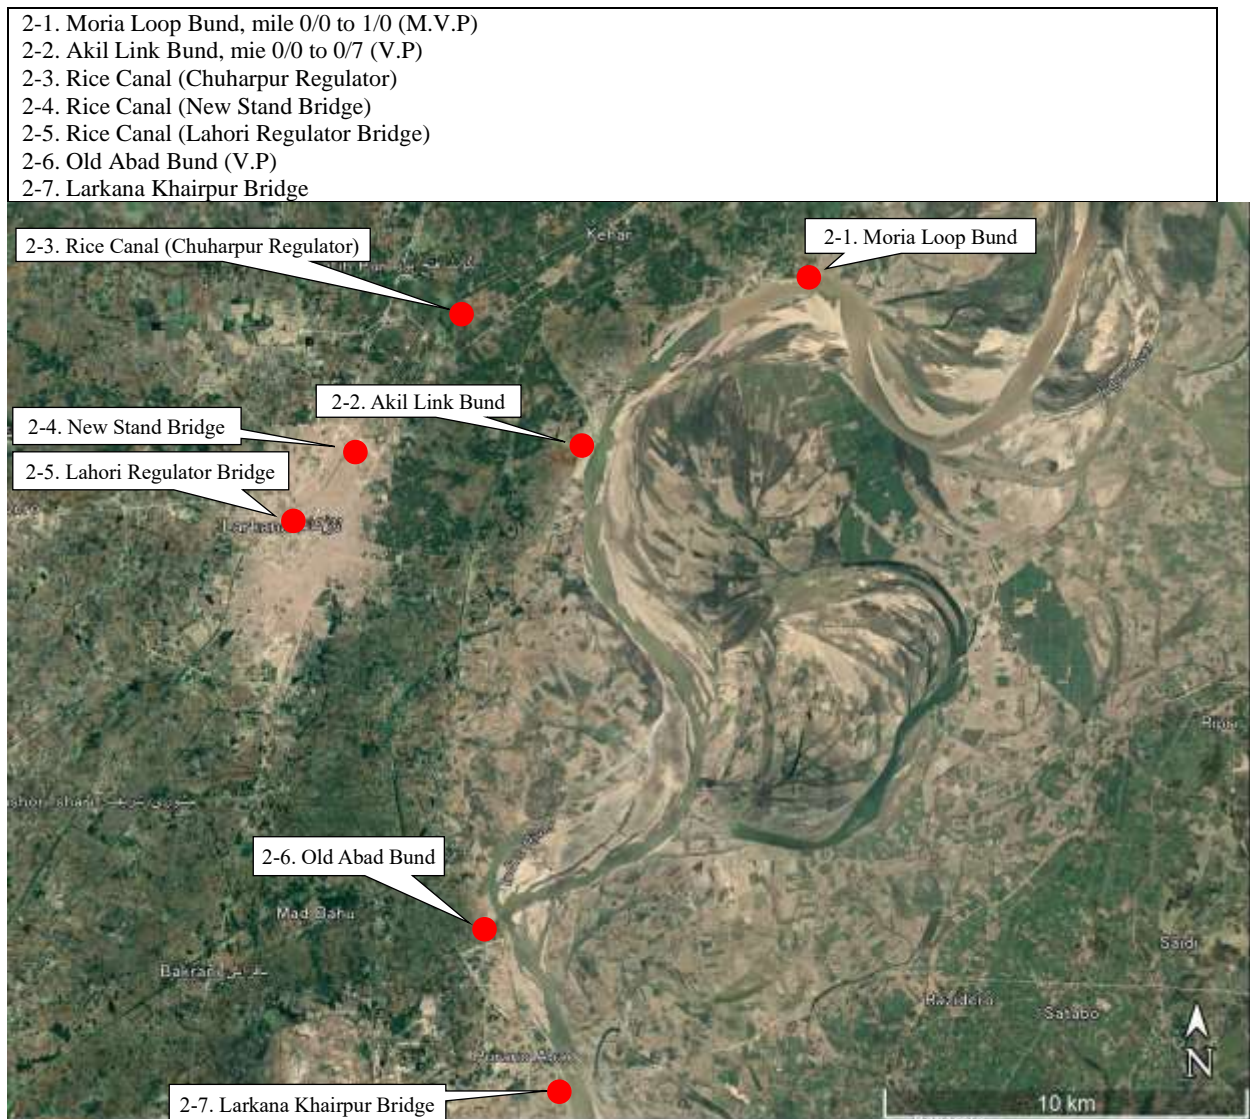 2-1. Moria Loop Bund, mile 0/0 to 1/0 (M.V.P)
2-2. Akil Link Bund, mie 0/0 to 0/7 (V.P)
2-3. Rice Canal (Chuharpur Regulator)
2-4. Rice Canal (New Stand Bridge)
2-5. Rice Canal (Lahori Regulator Bridge)
2-6. Old Abad Bund (V.P)
2-7. Larkana Khairpur Bridge
Kehar
2-1. Moria Loop Bund
2-3. Rice Canal (Chuharpur Regulator)
2-2. Akil Link Bund
2-4. New Stand Bridge
2-5. Lahori Regulator Bridge
Larkana
2-6. Old Abad Bund
Mad Bahu
Saidi
Bakrani
Satabo
N
2-7. Larkana Khairpur Bridge
10 km